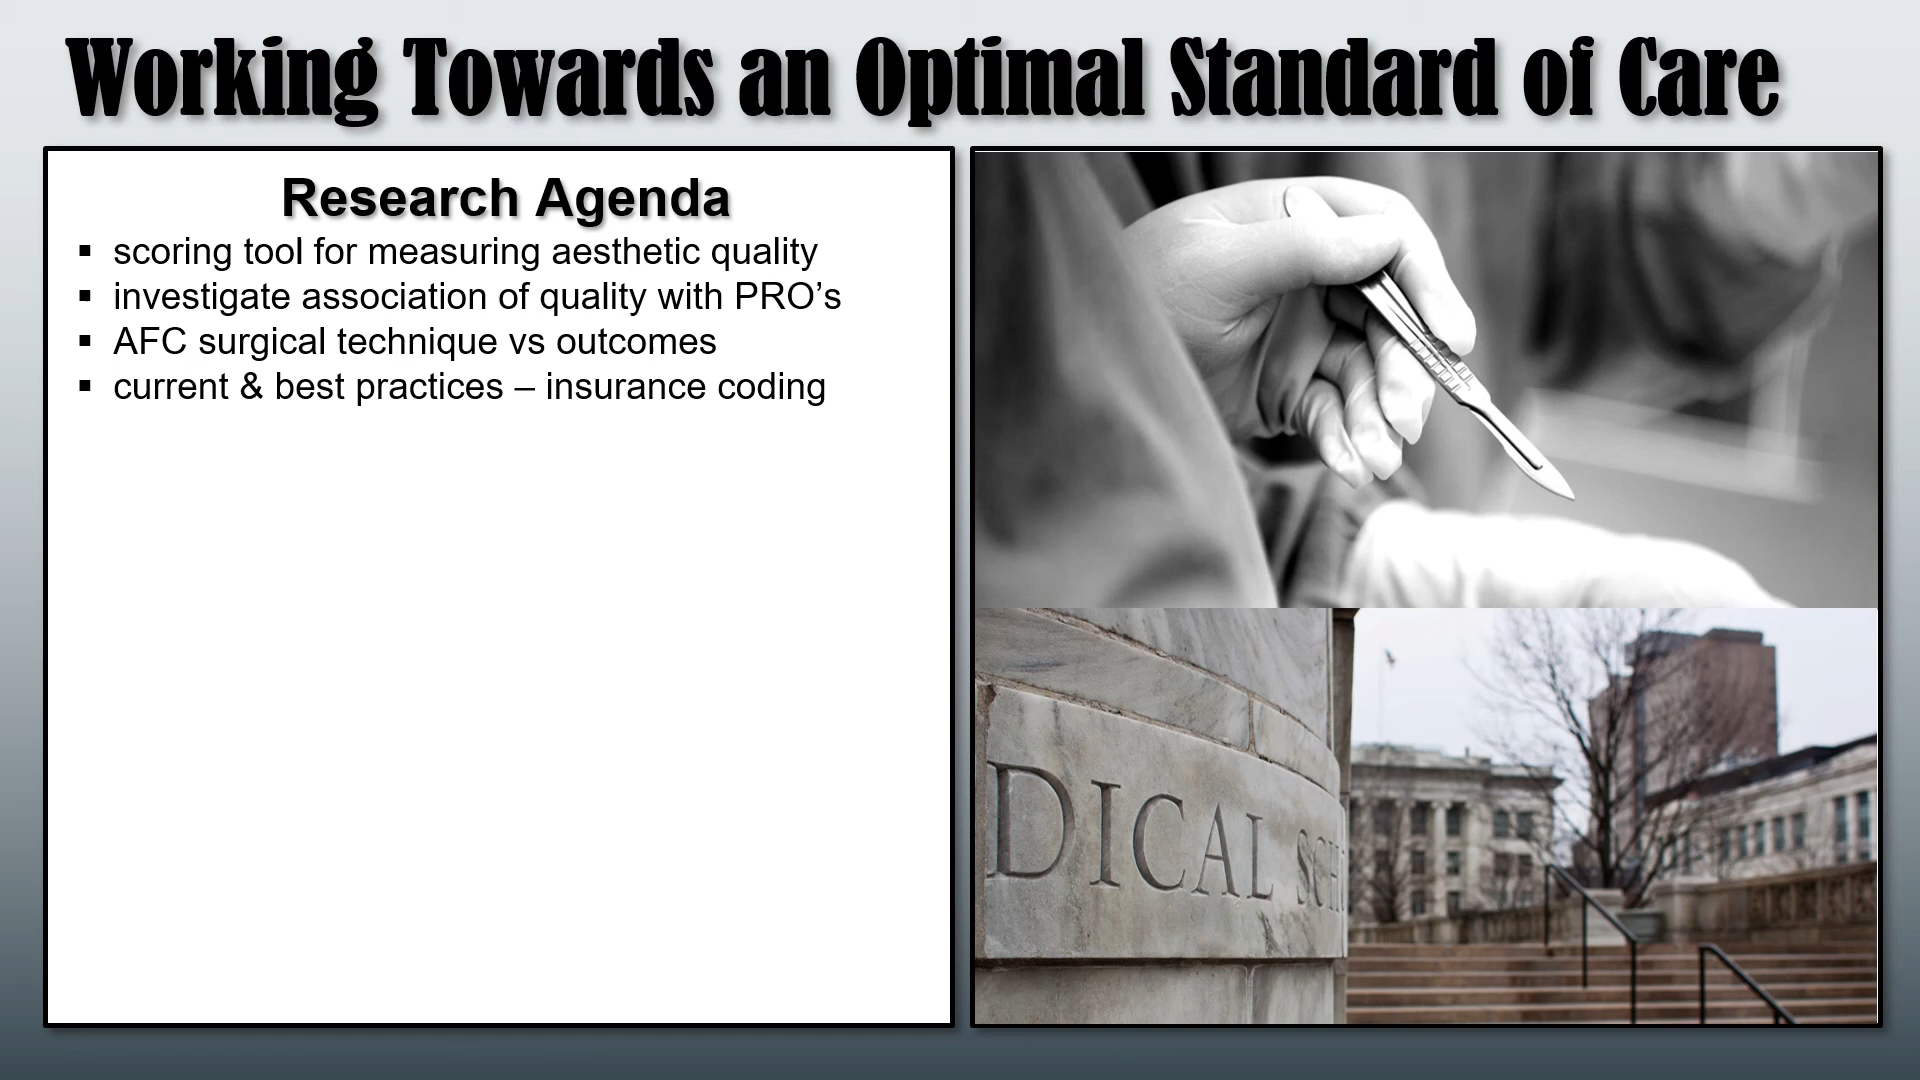 Working Towards an Optimal Standard of Care
Research Agenda
▪ scoring tool for measuring aesthetic quality
▪ investigate association of quality with PRO’s
▪ AFC surgical technique vs outcomes
▪ current & best practices – insurance coding
DICAL SCH